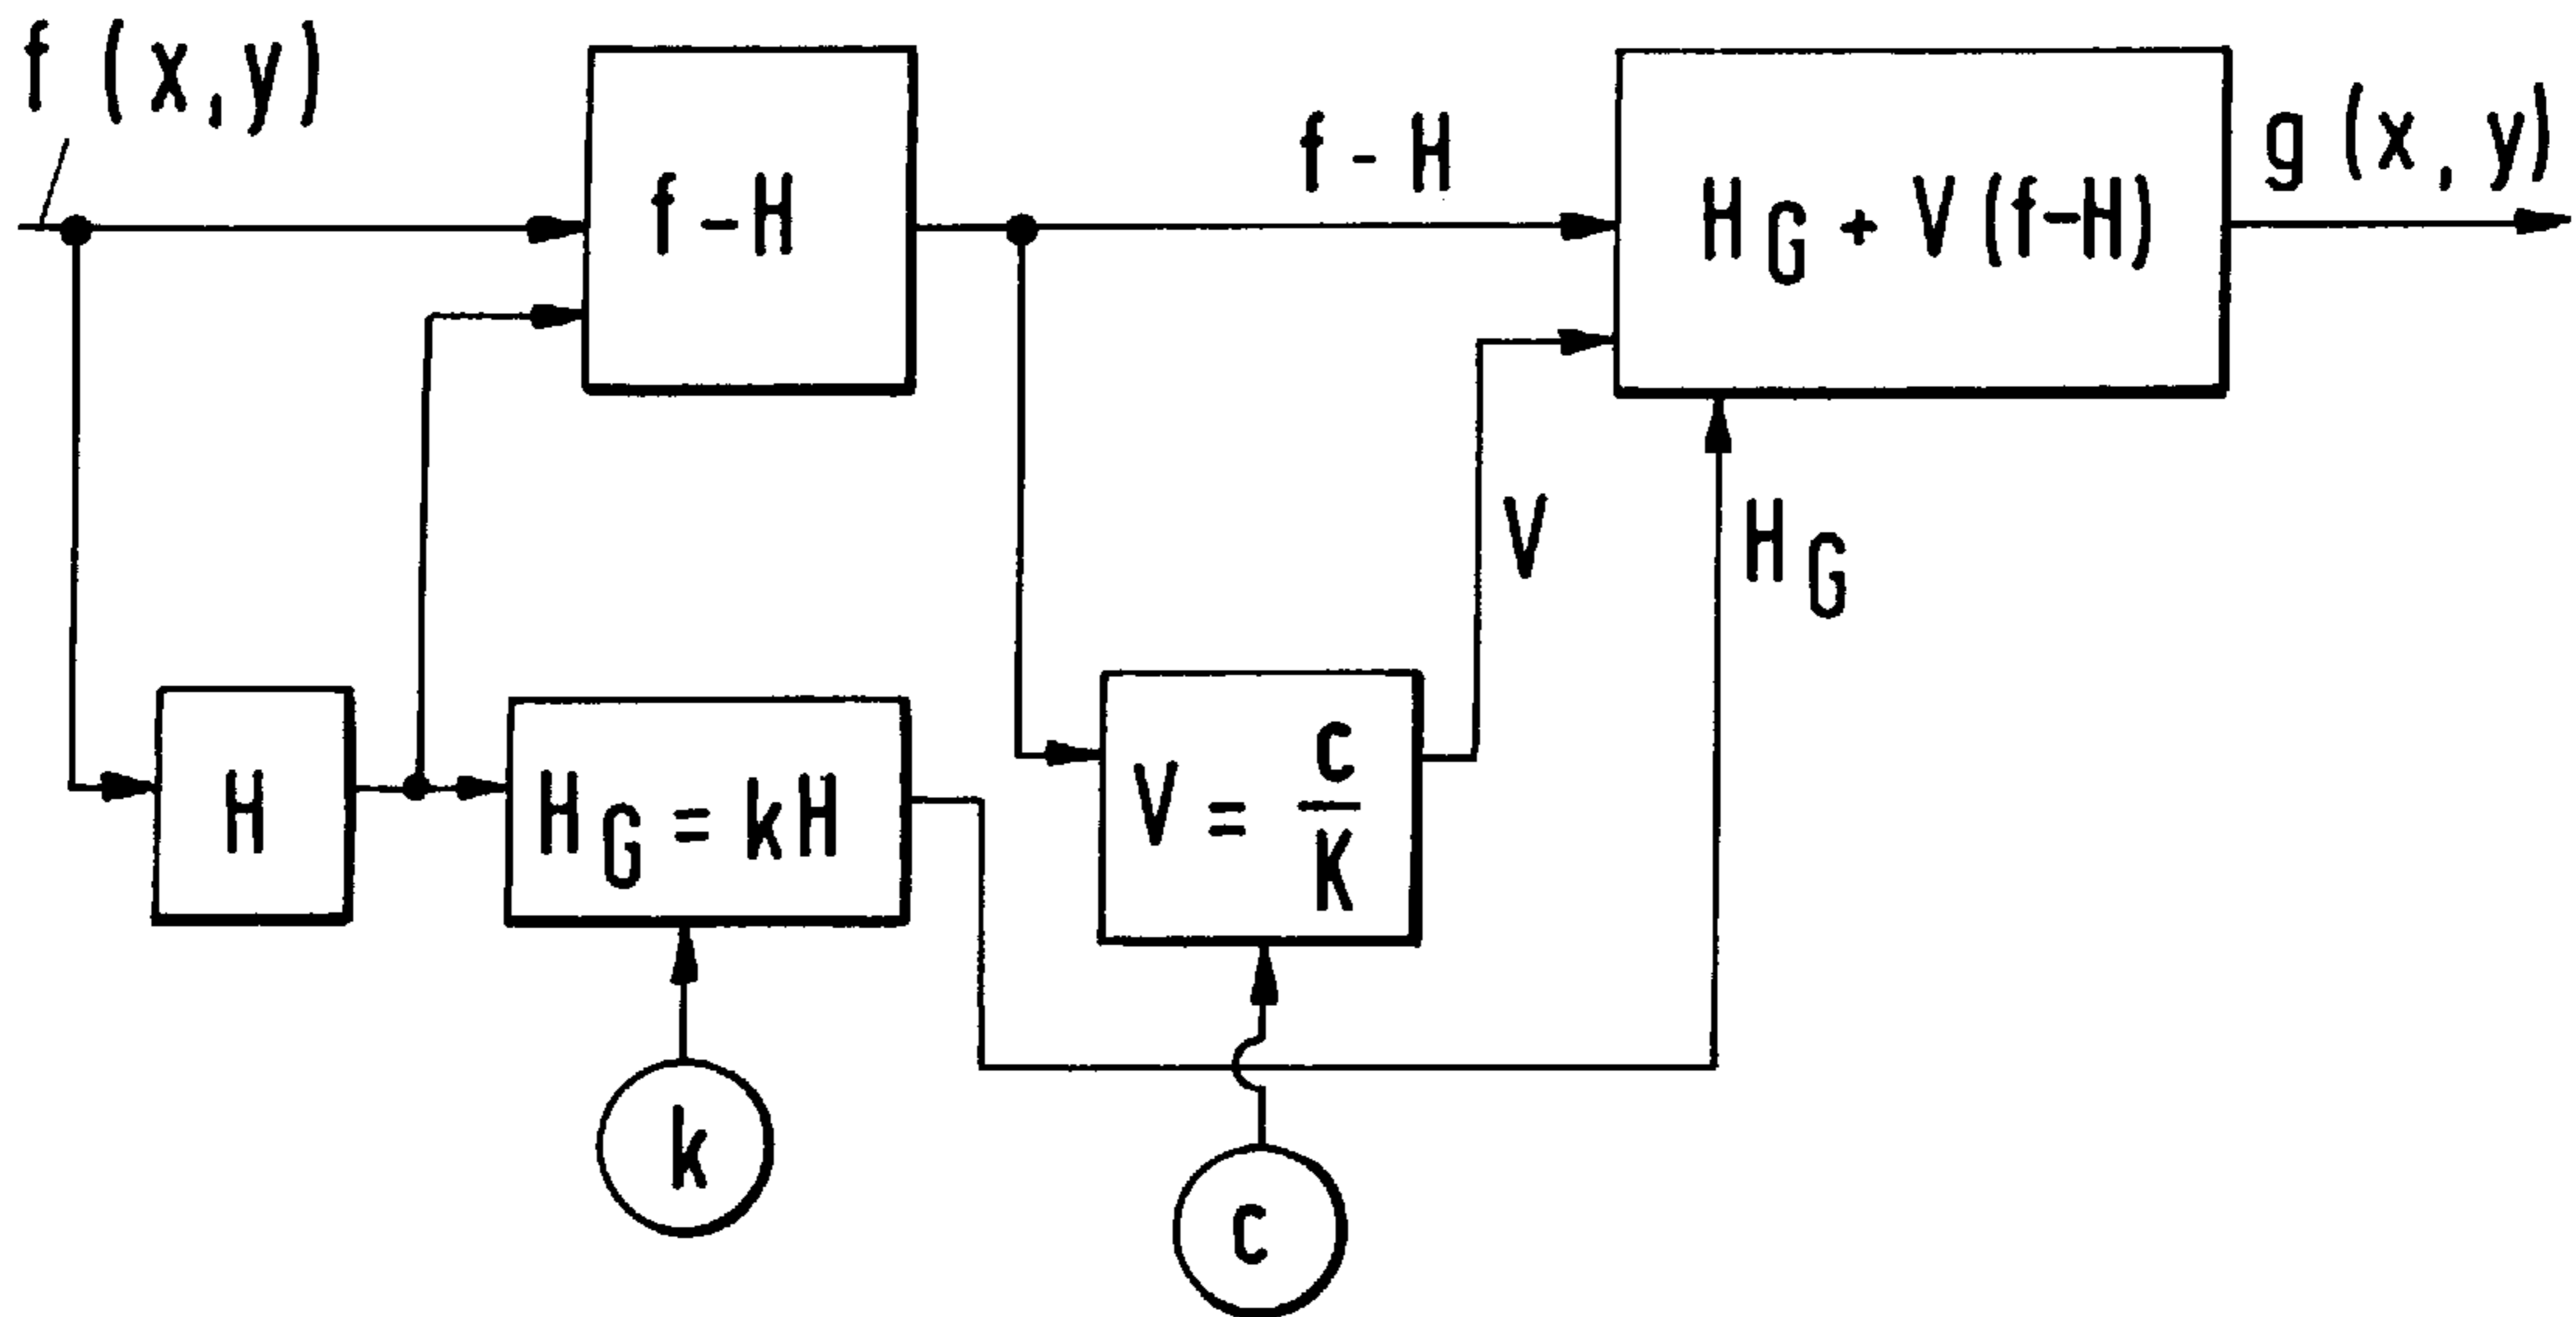 f (x,y)
f-H
f-H
H_G + V(f-H)
g (x, y)
V
H_G
H
H_G = kH
V = c/K
k
c